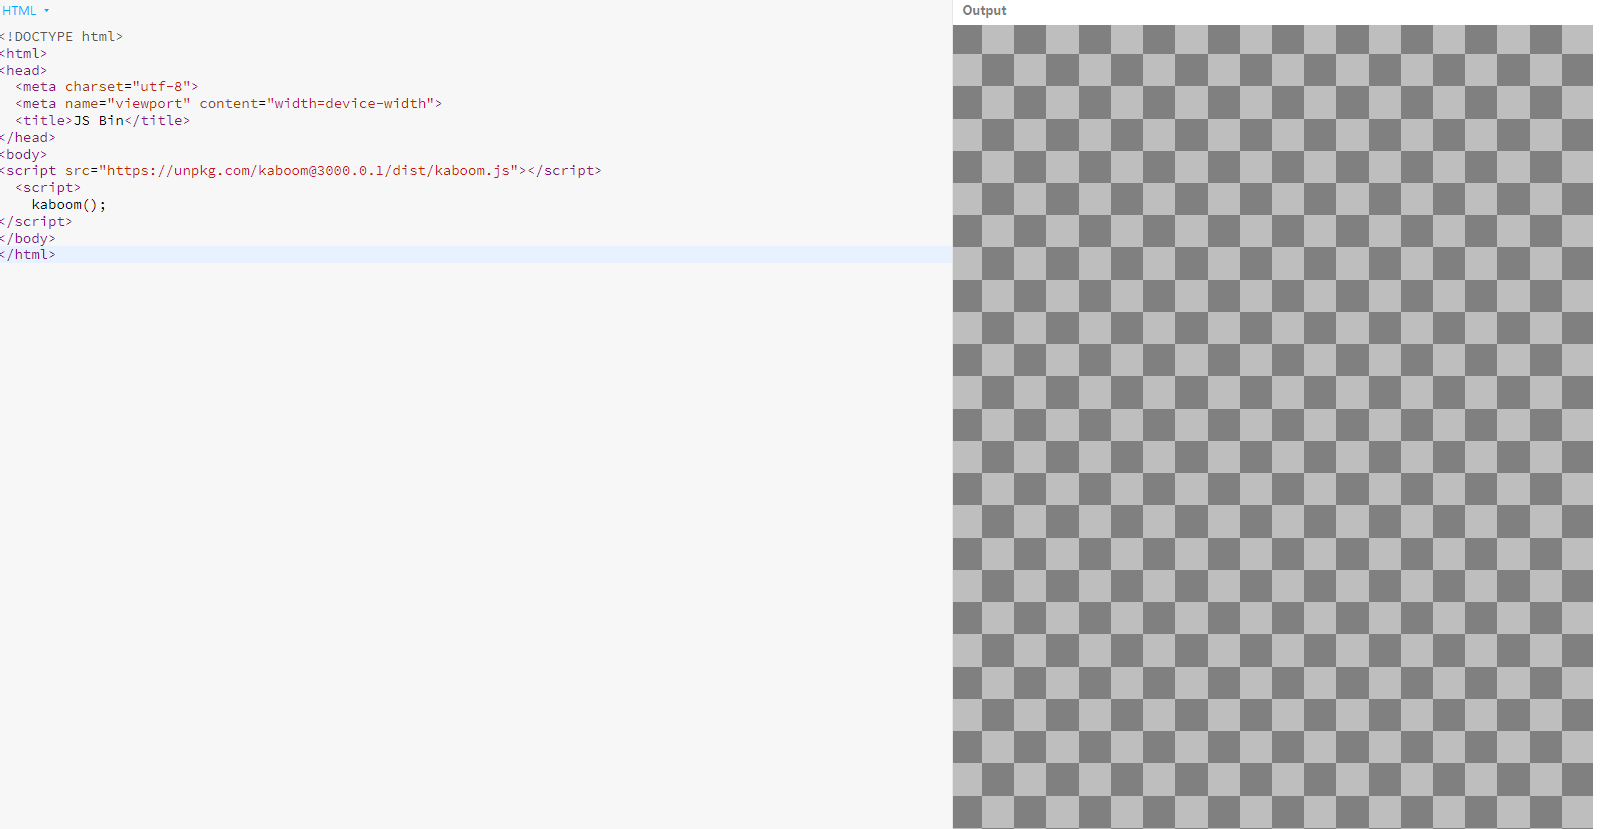 HTML
Output
<!DOCTYPE html>
<html>
<head>
  <meta charset="utf-8">
  <meta name="viewport" content="width=device-width">
  <title>JS Bin</title>
</head>
<body>
<script src="https://unpkg.com/kaboom@3000.0.1/dist/kaboom.js"></script>
  <script>
    kaboom();
</script>
</body>
</html>